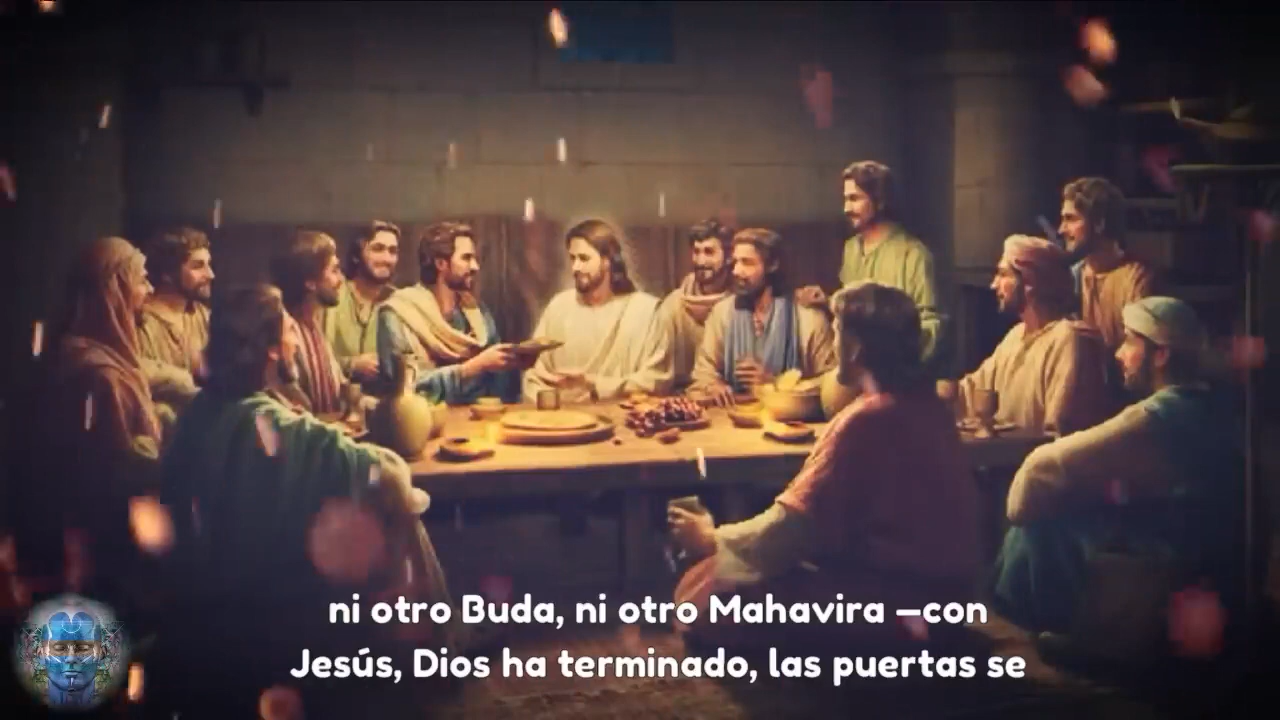 ni otro Buda, ni otro Mahavira —con
Jesús, Dios ha terminado, las puertas se